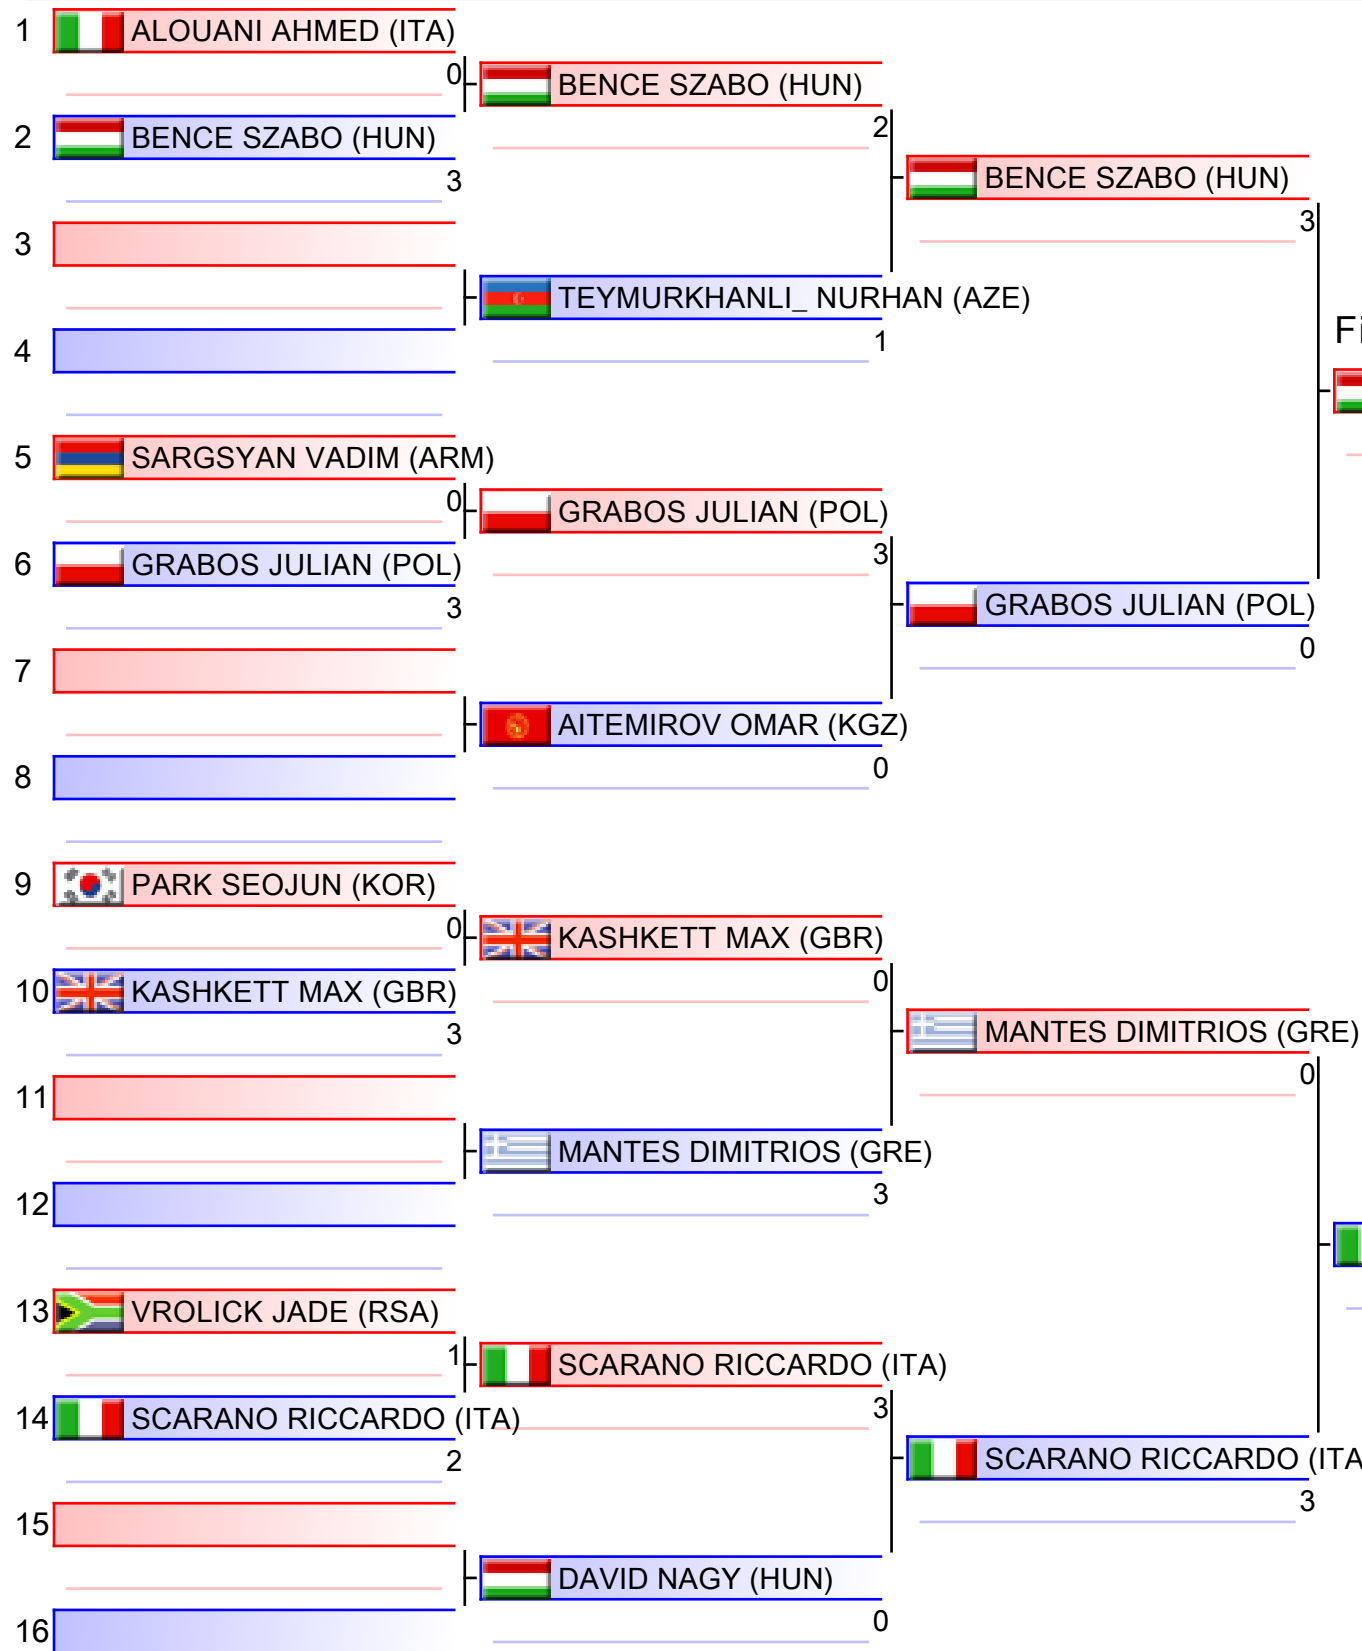 1 ALOUANI AHMED (ITA)
0
BENCE SZABO (HUN)
2
2 BENCE SZABO (HUN)
3
BENCE SZABO (HUN)
3
3
TEYMURKHANLI_ NURHAN (AZE)
1
4
Fi
5 SARGSYAN VADIM (ARM)
0
GRABOS JULIAN (POL)
3
6 GRABOS JULIAN (POL)
3
GRABOS JULIAN (POL)
0
7
AITEMIROV OMAR (KGZ)
0
8
9 PARK SEOJUN (KOR)
0
KASHKETT MAX (GBR)
0
10 KASHKETT MAX (GBR)
3
MANTES DIMITRIOS (GRE)
0
11
MANTES DIMITRIOS (GRE)
3
12
13 VROLICK JADE (RSA)
1
SCARANO RICCARDO (ITA)
3
14 SCARANO RICCARDO (ITA)
2
SCARANO RICCARDO (ITA
3
15
DAVID NAGY (HUN)
0
16